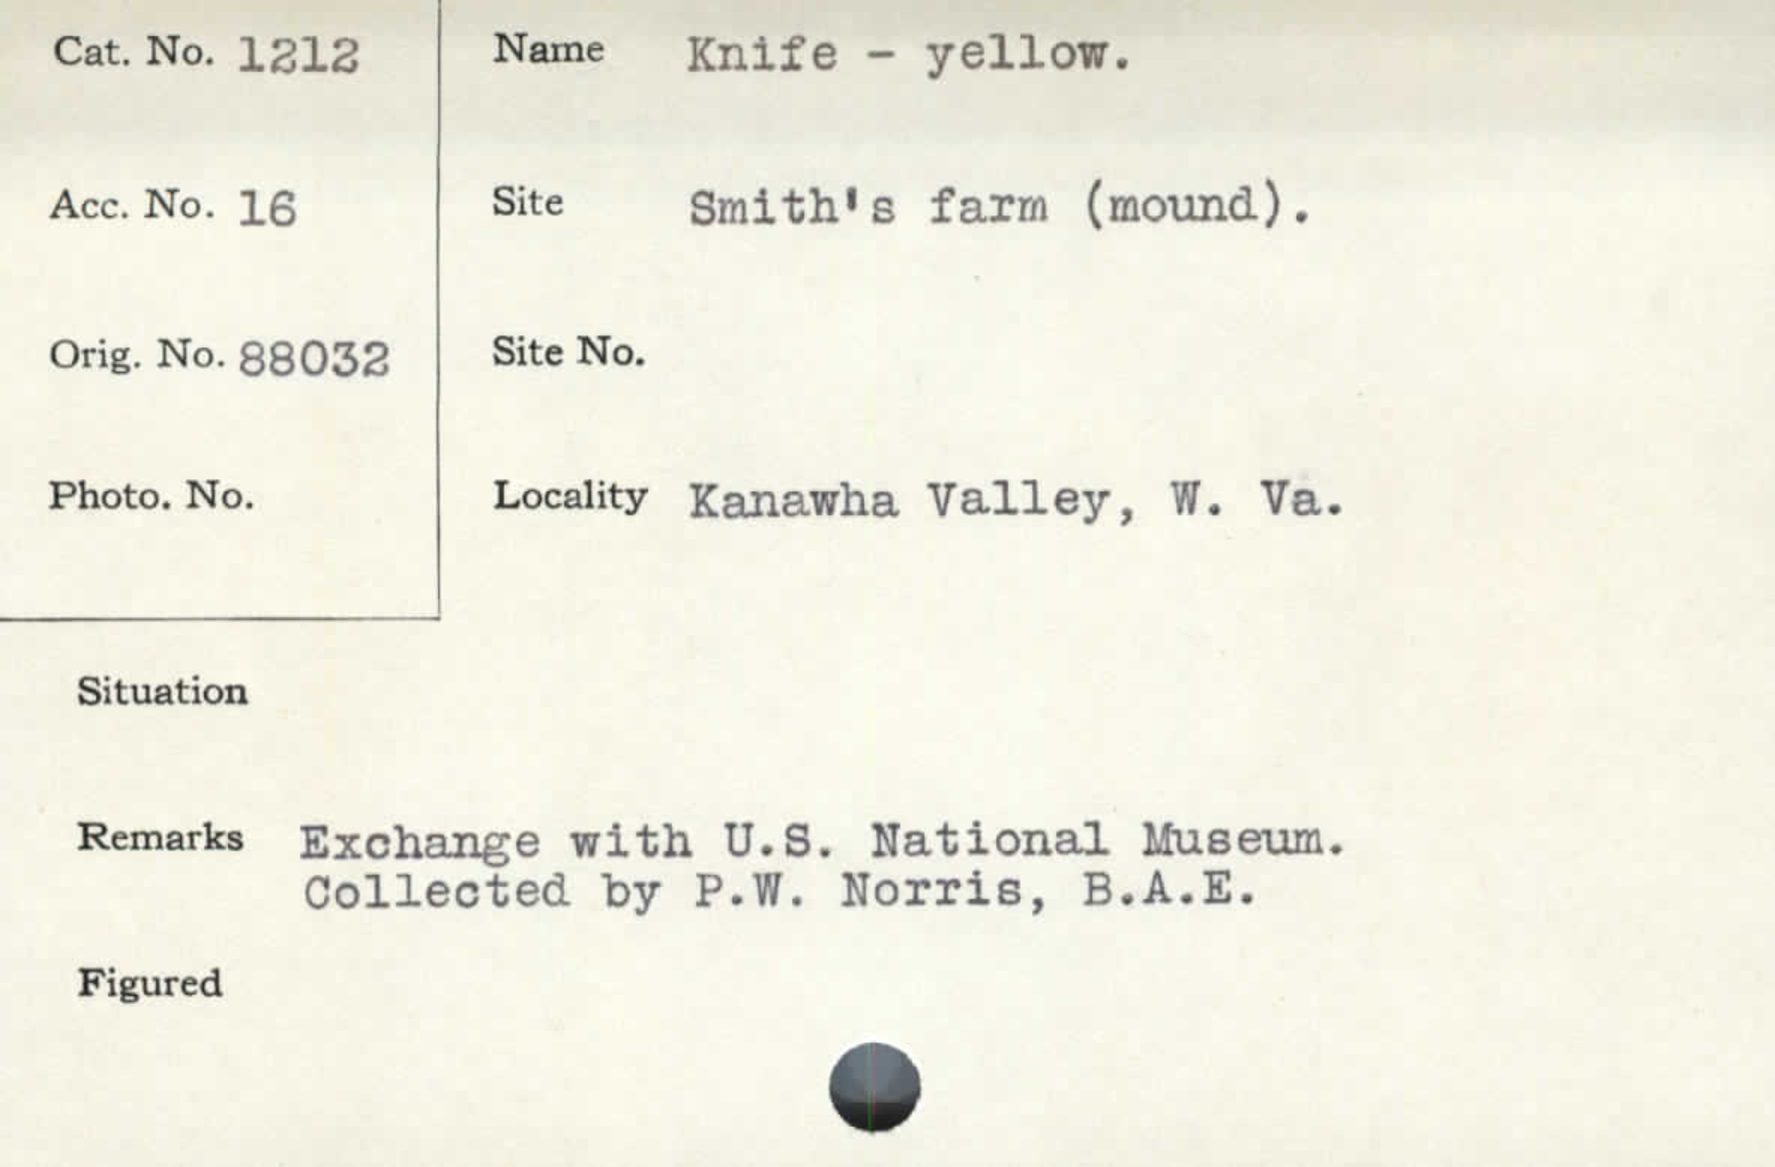 Cat. No. 1212
Name Knife - yellow.
Acc. No. 16
Site Smith's farm (mound).
Orig. No. 88032
Site No.
Photo. No.
Locality Kanawha Valley, W. Va.
Situation
Remarks Exchange with U.S. National Museum.
Collected by P.W. Norris, B.A.E.
Figured